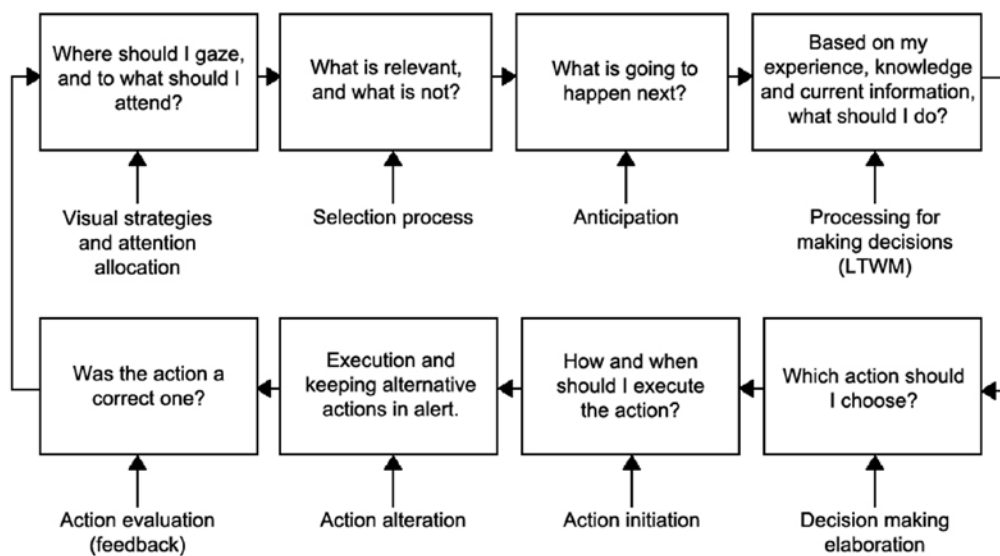 Where should I gaze,
and to what should I
attend?
What is relevant,
and what is not?
What is going to
happen next?
Based on my
experience, knowledge
and current information,
what should I do?
Visual strategies
and attention
allocation
Selection process
Anticipation
Processing for
making decisions
(LTWM)
Was the action a
correct one?
Execution and
keeping alternative
actions in alert.
How and when
should I execute
the action?
Which action should
I choose?
Action evaluation
(feedback)
Action alteration
Action initiation
Decision making
elaboration